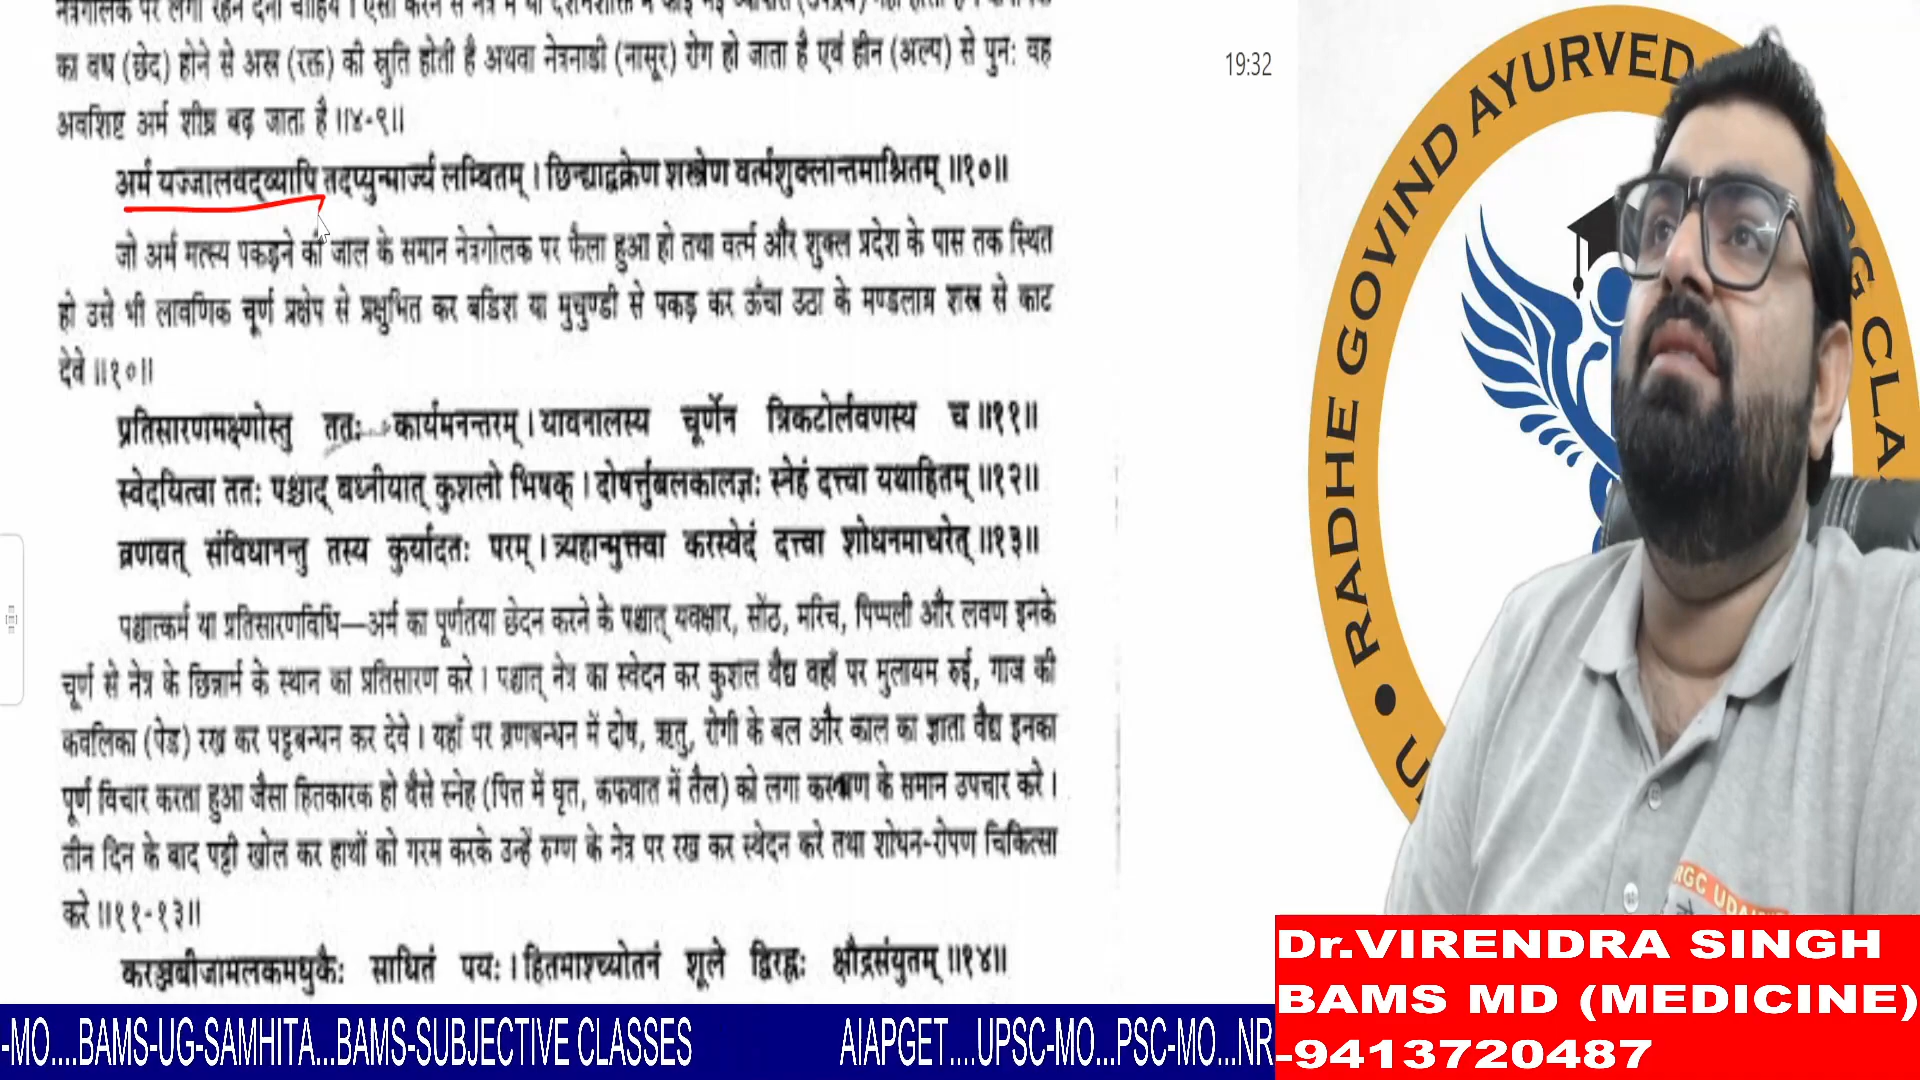 का वध (छेद) होने से अस्र (रक्त) की स्रुति होती है अथवा नेत्रनाडी (नासूर) रोग हो जाता है एवं हीन (अल्प) से पुनः वह
अवशिष्ट अर्म शीघ्र बढ़ जाता है ॥४-९॥
अर्म यज्जालवद्व्यापि तदप्युन्मार्ज्य लम्बितम् । छिन्द्याद्वक्रेण शस्त्रेण वर्त्मशुक्लान्तमाश्रितम् ॥१०॥
जो अर्म मत्स्य पकड़ने की जाल के समान नेत्रगोलक पर फैला हुआ हो तथा वर्त्म और शुक्ल प्रदेश के पास तक स्थित
हो उसे भी लावणिक चूर्ण प्रक्षेप से प्रक्षुभित कर बडिश या मुचुण्डी से पकड़ कर ऊँचा उठा के मण्डलाग्र शस्त्र से काट
देवे ॥१०॥
प्रतिसारणमक्ष्णोस्तु ततः कार्यमनन्तरम् । यावनालस्य चूर्णेन त्रिकटोर्लवणस्य च ॥११॥
स्वेदयित्वा ततः पश्चाद् बध्नीयात् कुशलो भिषक् । दोषर्त्तुबलकालज्ञः स्नेहं दत्त्वा यथाहितम् ॥१२॥
व्रणवत् संविधानन्तु तस्य कुर्यादतः परम् । त्र्यहान्मुक्त्वा करस्वेदं दत्त्वा शोधनमाचरेत् ॥१३॥
पश्चात्कर्म या प्रतिसारणविधि—अर्म का पूर्णतया छेदन करने के पश्चात् यवक्षार, सोंठ, मरिच, पिप्पली और लवण इनके
चूर्ण से नेत्र के छिन्नार्म के स्थान का प्रतिसारण करे । पश्चात् नेत्र का स्वेदन कर कुशल वैद्य वहाँ पर मुलायम रुई, गाज की
कवलिका (पेड) रख कर पट्टबन्धन कर देवे । यहाँ पर व्रणबन्धन में दोष, ऋतु, रोगी के बल और काल का ज्ञाता वैद्य इनका
पूर्ण विचार करता हुआ जैसा हितकारक हो वैसे स्नेह (पित्त में घृत, कफवात में तैल) को लगा कर व्रण के समान उपचार करे ।
तीन दिन के बाद पट्टी खोल कर हाथों को गरम करके उन्हें रुग्ण के नेत्र पर रख कर स्वेदन करे तथा शोधन-रोपण चिकित्सा
करे ॥११-१३॥
करञ्जबीजामलकमधुकैः साधितं पयः । हितमाश्च्योतनं शूले द्विरह्नः क्षौद्रसंयुतम् ॥१४॥
19:32
RADHE GOVIND AYURVED
RG CLA
U
RGC UDAI
Dr.VIRENDRA SINGH
BAMS MD (MEDICINE)
-9413720487
-MO....BAMS-UG-SAMHITA...BAMS-SUBJECTIVE CLASSES AIAPGET....UPSC-MO...PSC-MO...NR